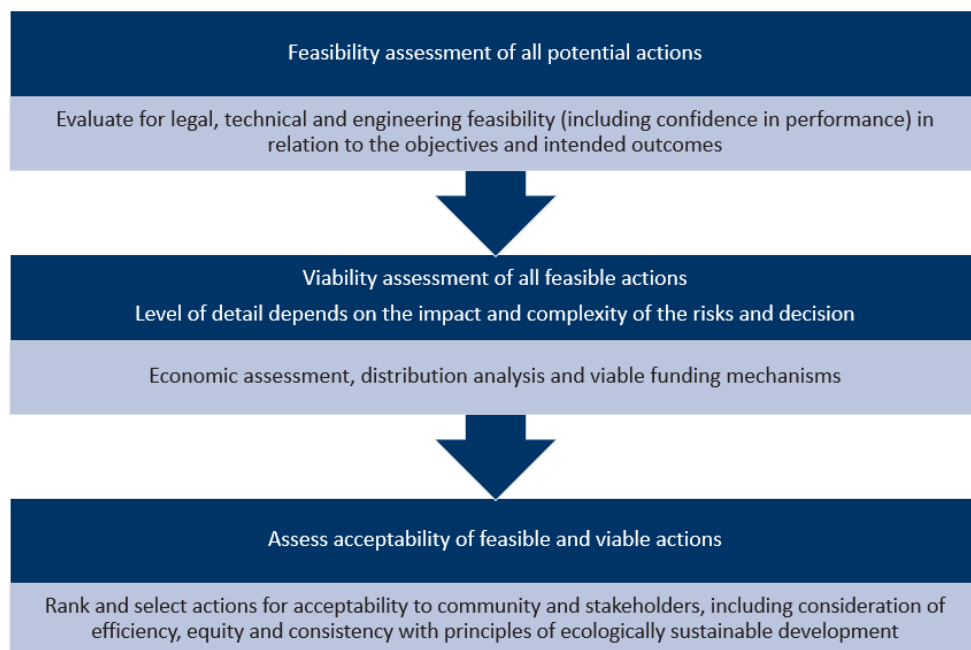 Feasibility assessment of all potential actions
Evaluate for legal, technical and engineering feasibility (including confidence in performance) in
relation to the objectives and intended outcomes
Viability assessment of all feasible actions
Level of detail depends on the impact and complexity of the risks and decision
Economic assessment, distribution analysis and viable funding mechanisms
Assess acceptability of feasible and viable actions
Rank and select actions for acceptability to community and stakeholders, including consideration of
efficiency, equity and consistency with principles of ecologically sustainable development